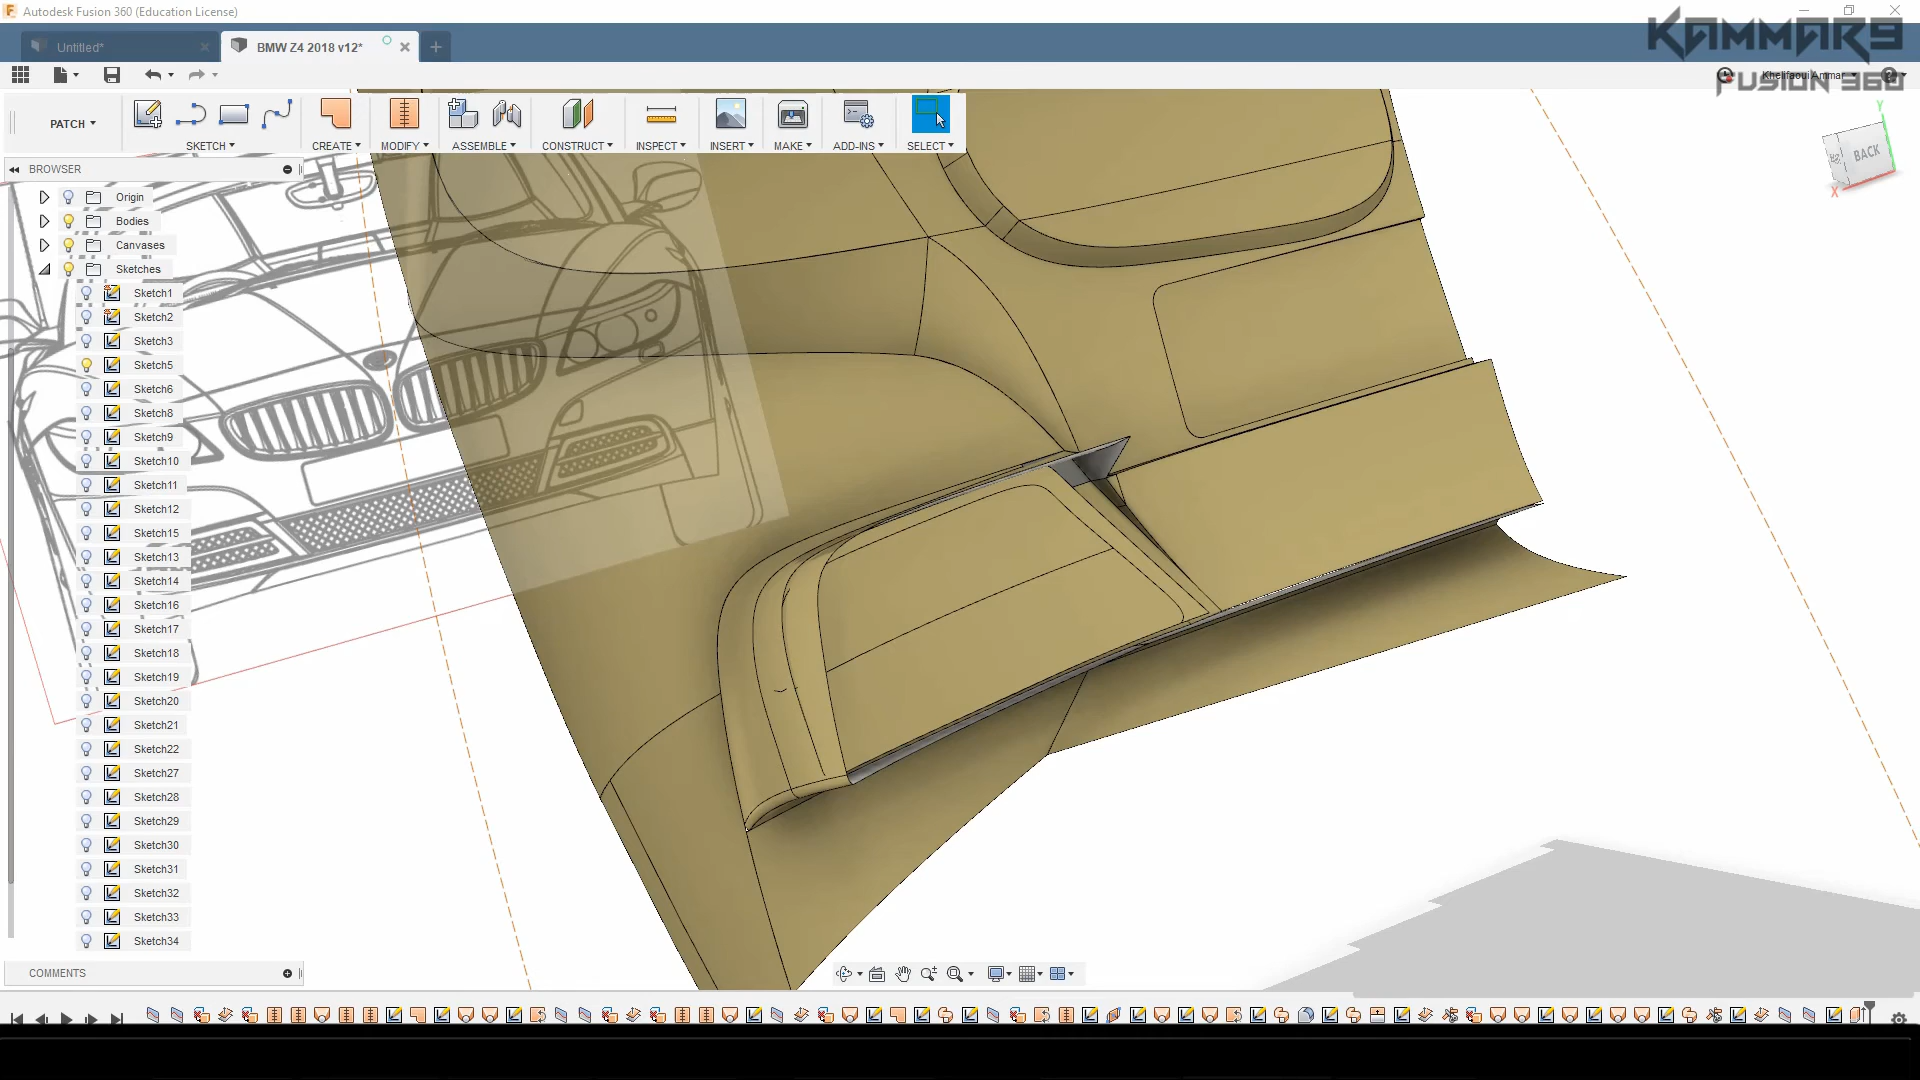 Autodesk Fusion 360 (Education License)
KAMMAR9
FUSION 360
Untitled*
BMW Z4 2018 v12*
Khelifaoui Ammar
PATCH
SKETCH
CREATE
MODIFY
ASSEMBLE
CONSTRUCT
INSPECT
INSERT
MAKE
ADD-INS
SELECT
Y
BACK
X
BROWSER
Origin
Bodies
Canvases
Sketches
Sketch1
Sketch2
Sketch3
Sketch5
Sketch6
Sketch8
Sketch9
Sketch10
Sketch11
Sketch12
Sketch15
Sketch13
Sketch14
Sketch16
Sketch17
Sketch18
Sketch19
Sketch20
Sketch21
Sketch22
Sketch27
Sketch28
Sketch29
Sketch30
Sketch31
Sketch32
Sketch33
Sketch34
COMMENTS